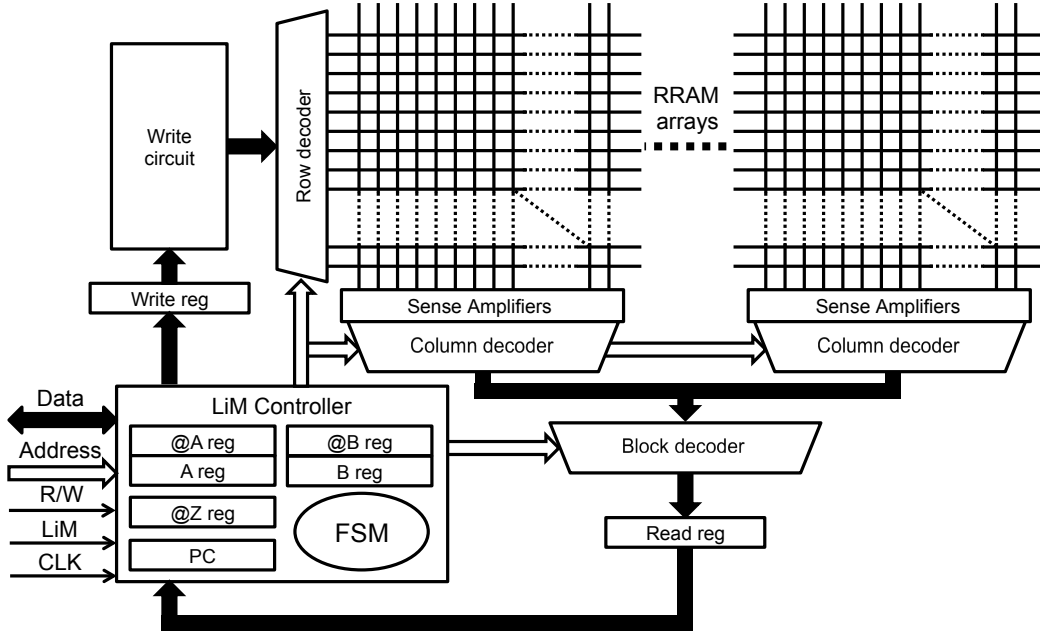 Write
circuit
Row decoder
RRAM
arrays
Write reg
Sense Amplifiers
Sense Amplifiers
Column decoder
Column decoder
Data
LiM Controller
Address
@A reg
@B reg
A reg
B reg
Block decoder
R/W
@Z reg
LiM
FSM
Read reg
CLK
PC